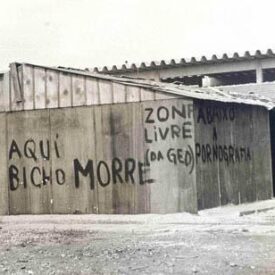 AQUI
BICHO MORRE
ZONA
LIVRE
(DA GED)
ABAIXO
A
PORNOGRAFIA